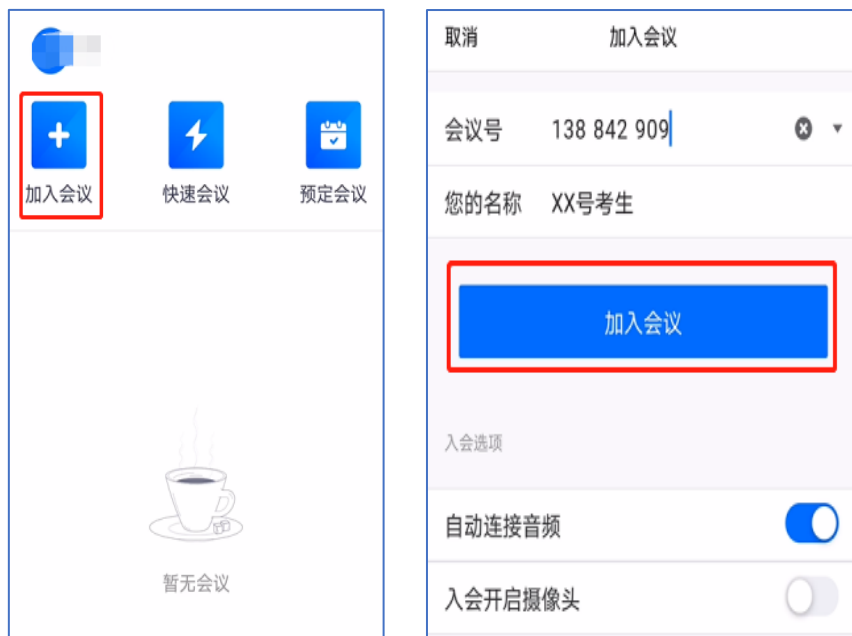 加入会议
快速会议
预定会议
暂无会议
取消
加入会议
会议号 138 842 909
您的名称 XX号考生
加入会议
入会选项
自动连接音频
入会开启摄像头